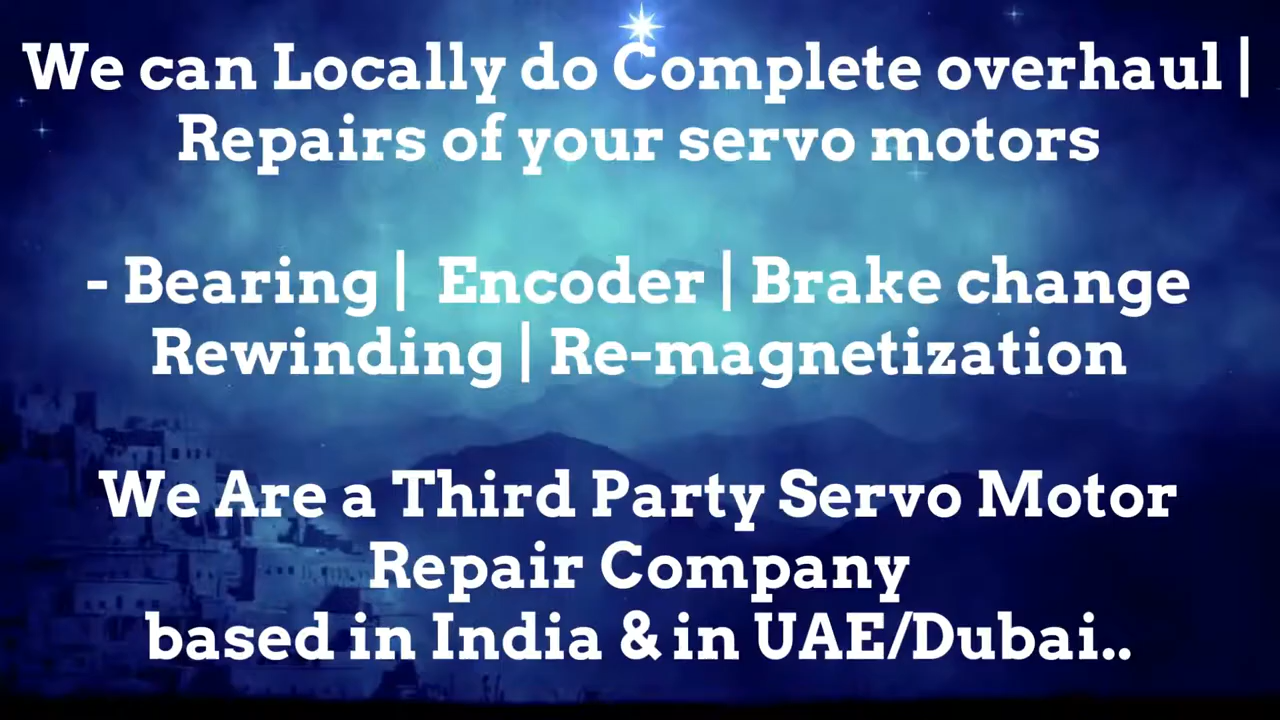 We can Locally do Complete overhaul |
Repairs of your servo motors
- Bearing | Encoder | Brake change
Rewinding | Re-magnetization
We Are a Third Party Servo Motor
Repair Company
based in India & in UAE/Dubai..